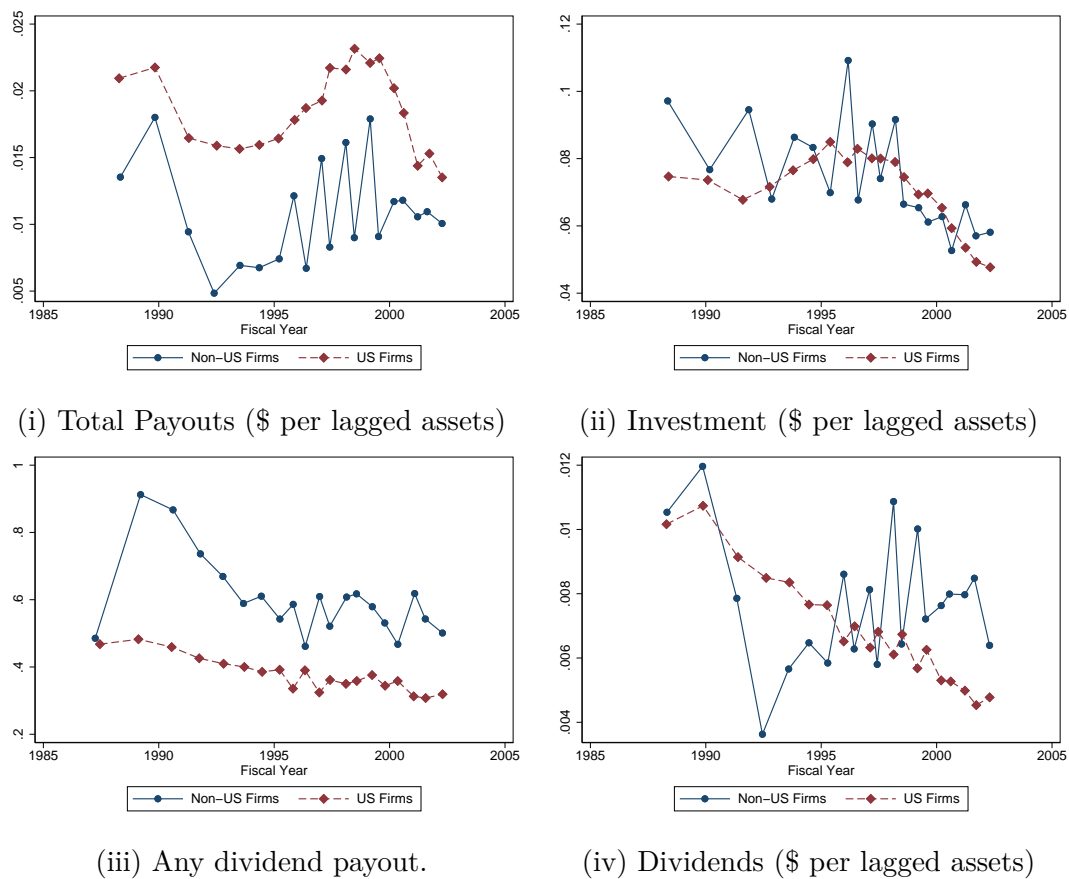 .005 .01 .015 .02 .025
1985 1990 1995 2000 2005
Fiscal Year
Non−US Firms US Firms
(i) Total Payouts ($ per lagged assets)
.04 .06 .08 .1 .12
1985 1990 1995 2000 2005
Fiscal Year
Non−US Firms US Firms
(ii) Investment ($ per lagged assets)
.2 .4 .6 .8 1
1985 1990 1995 2000 2005
Fiscal Year
Non−US Firms US Firms
(iii) Any dividend payout.
.004 .006 .008 .01 .012
1985 1990 1995 2000 2005
Fiscal Year
Non−US Firms US Firms
(iv) Dividends ($ per lagged assets)